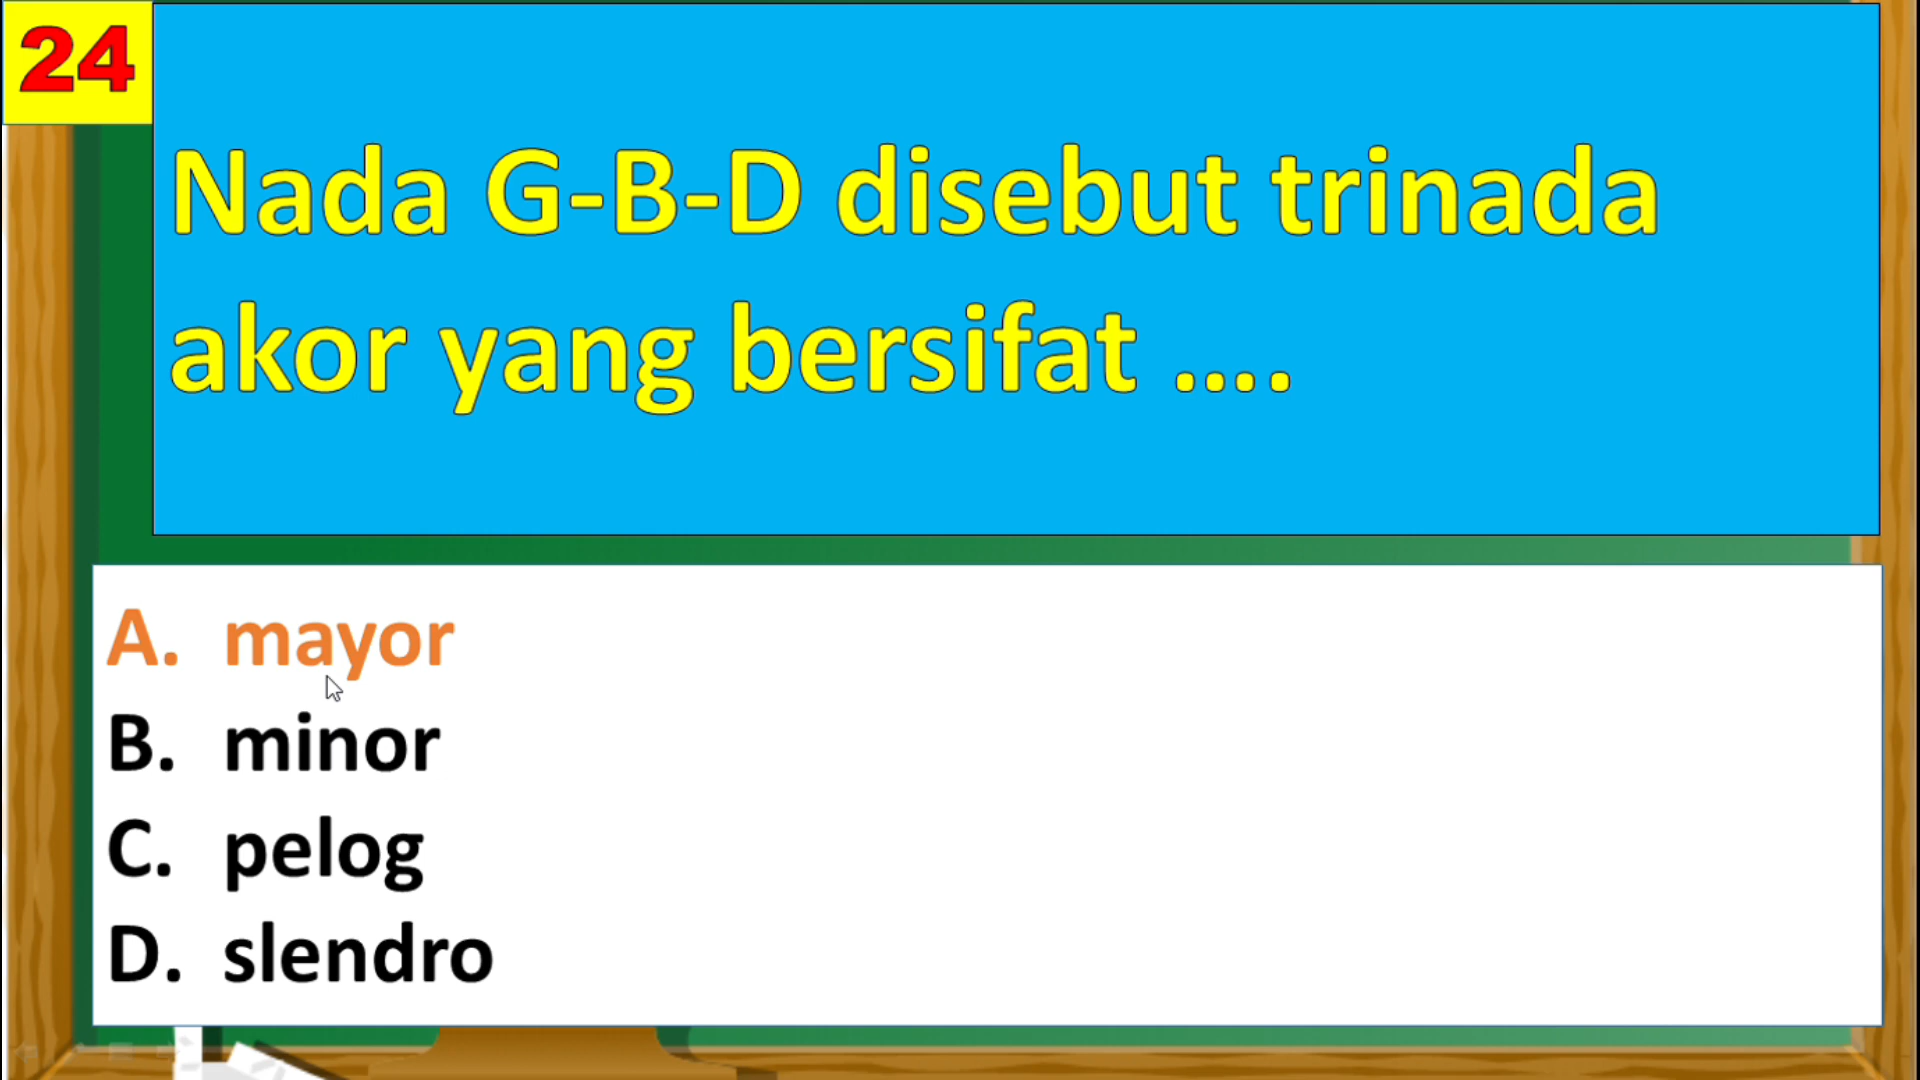 24
Nada G-B-D disebut trinada
akor yang bersifat ....
A. mayor
B. minor
C. pelog
D. slendro